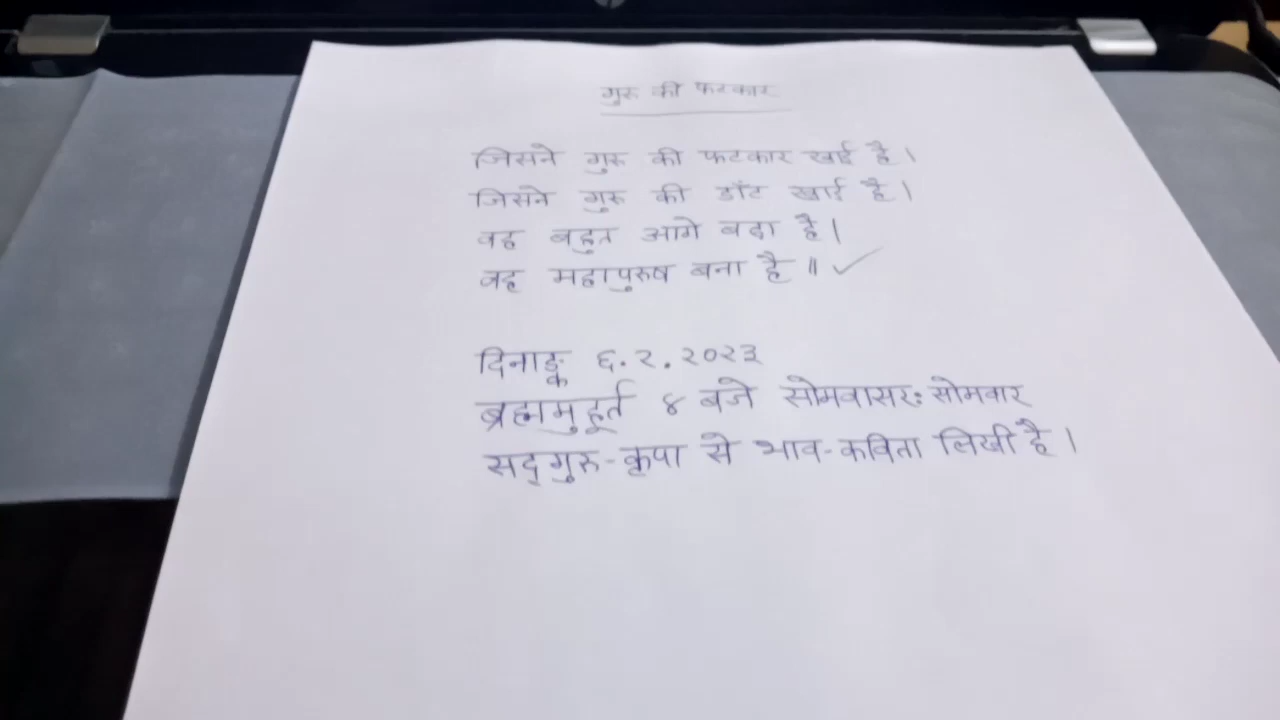 गुरु की फटकार
जिसने गुरु की फटकार खाई है।
जिसने गुरु की डाँट खाई है।
वह बहुत आगे बढ़ा है।
वह महापुरुष बना है॥
दिनाङ्क ६.२.२०२३
ब्रह्ममुहूर्त ४ बजे सोमवासरः सोमवार
सद्‌गुरु-कृपा से भाव-कविता लिखी है।